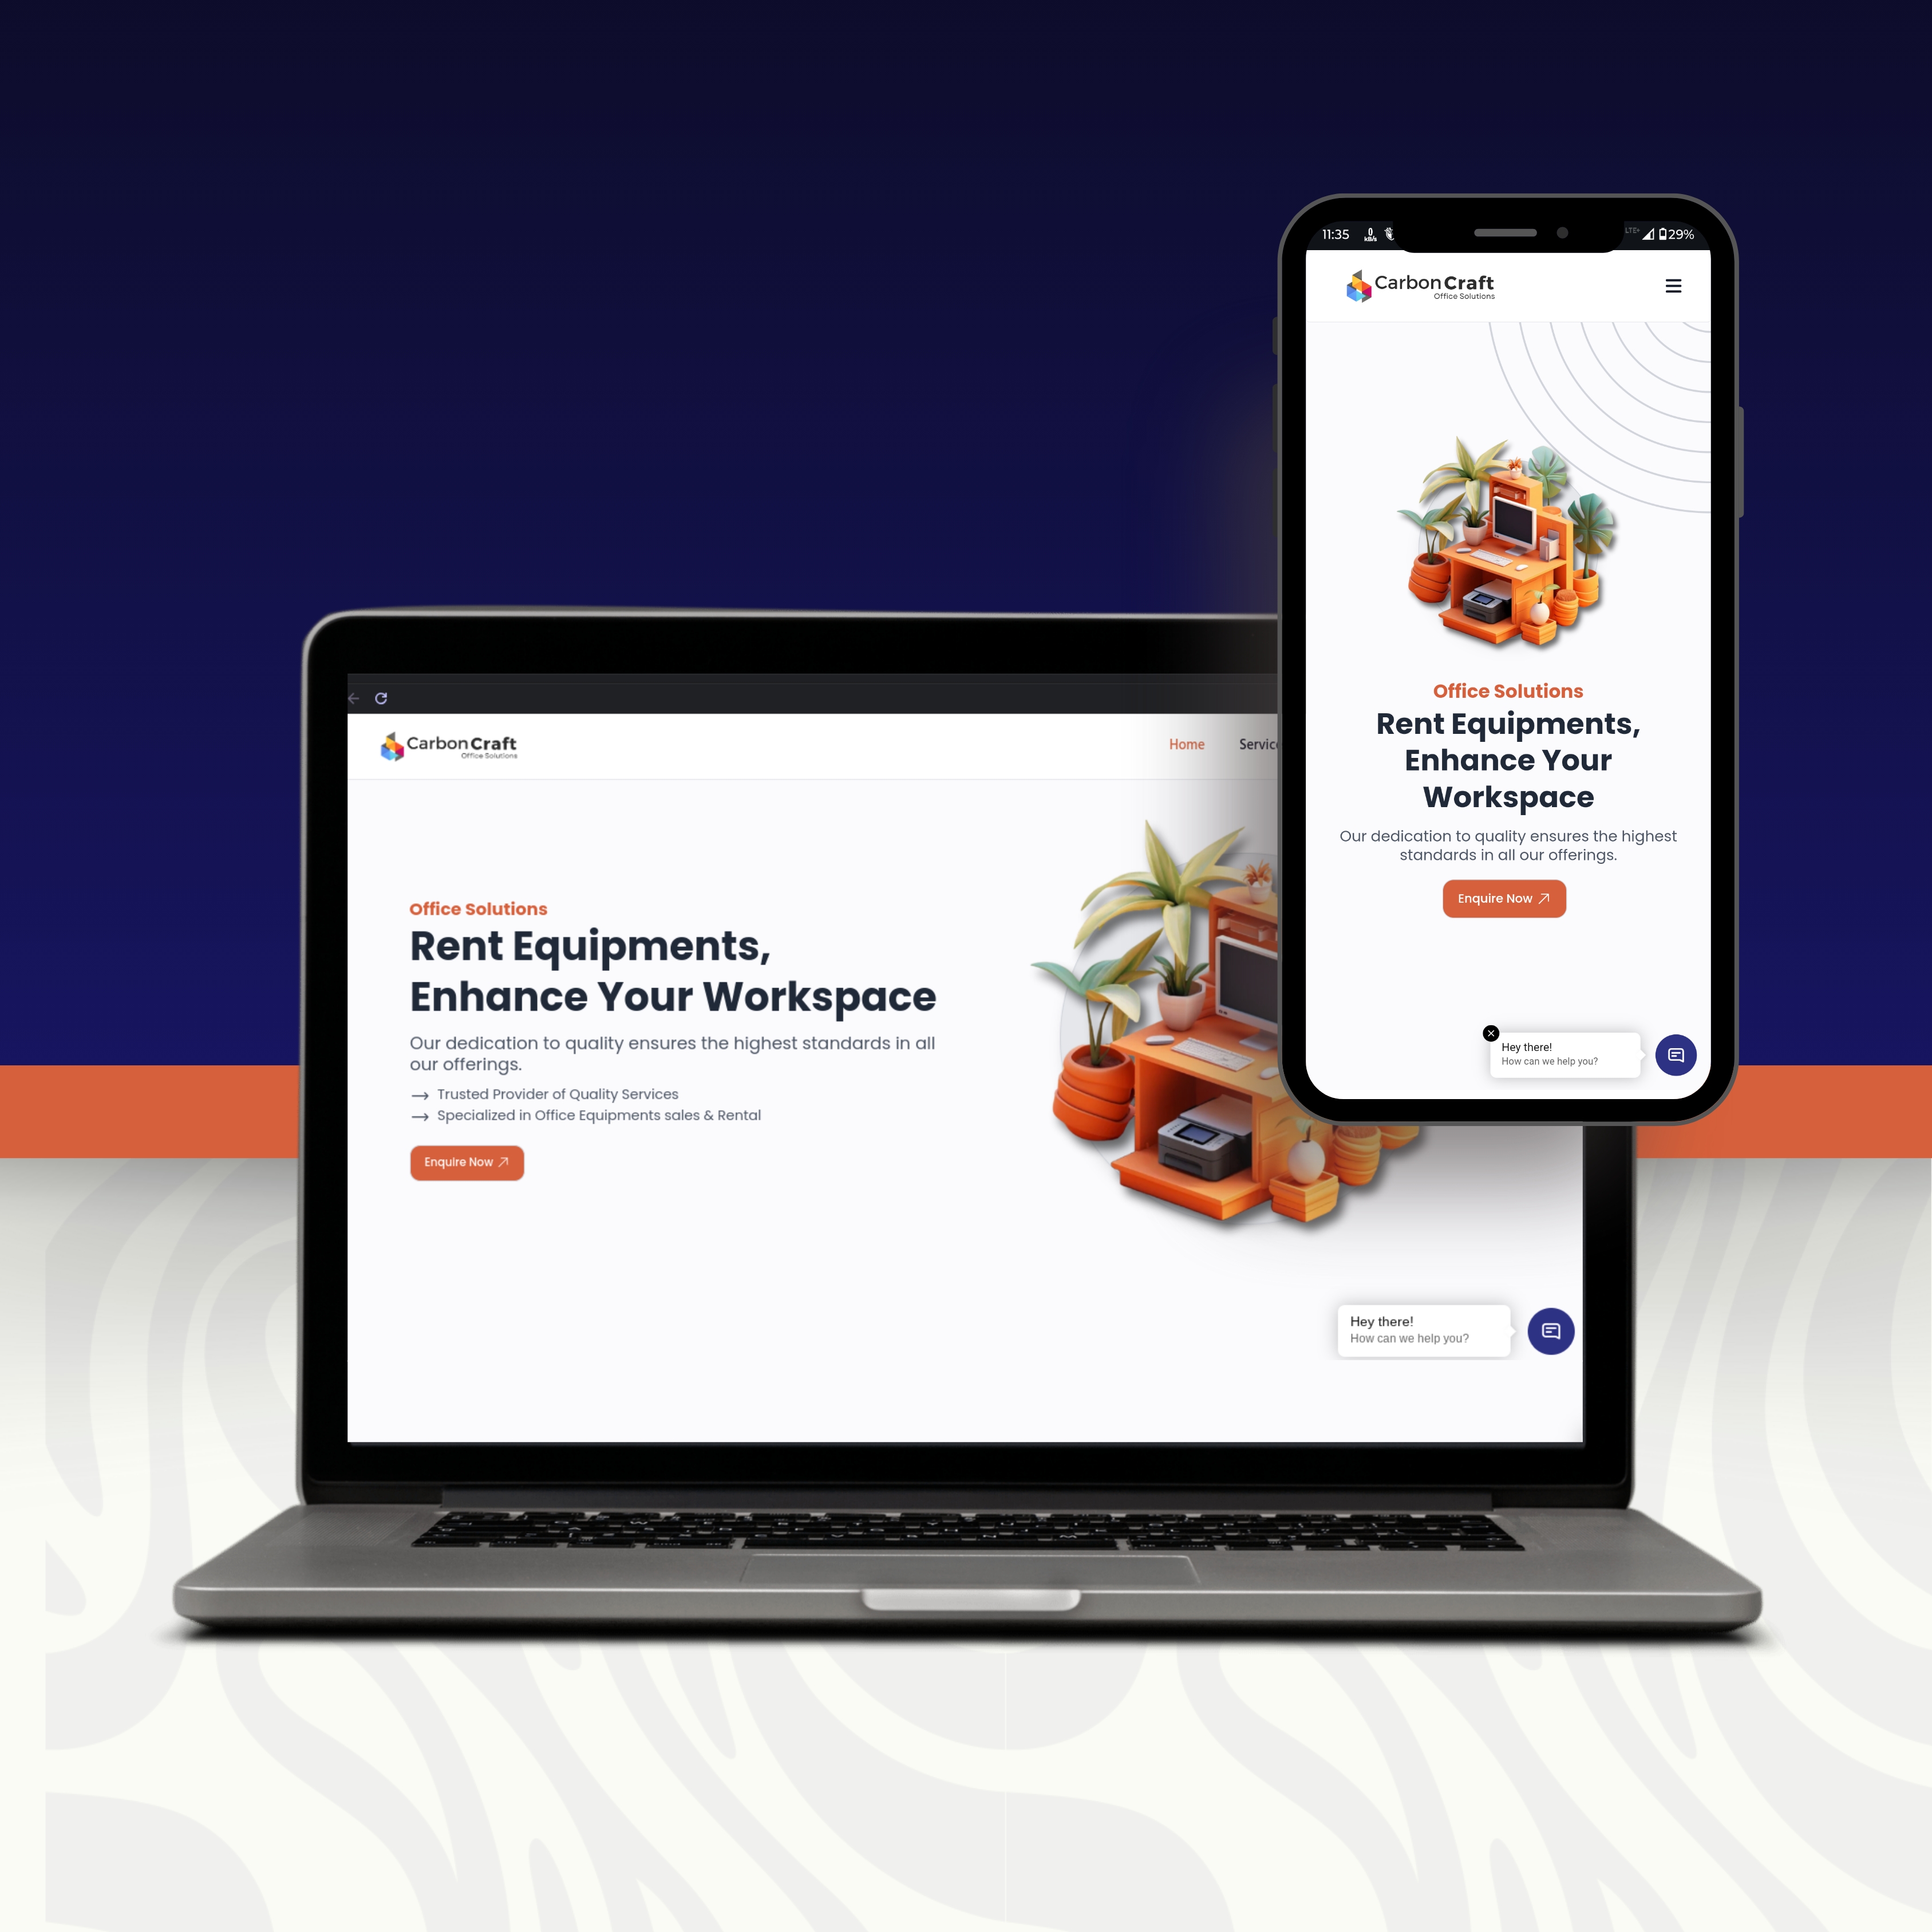 11:35
0
KB/s
LTE+
29%
CarbonCraft
Office Solutions
Office Solutions
Rent Equipments,
Enhance Your
Workspace
Our dedication to quality ensures the highest
standards in all our offerings.
Enquire Now
Hey there!
How can we help you?
CarbonCraft
Office Solutions
Home
Office Solutions
Rent Equipments,
Enhance Your Workspace
Our dedication to quality ensures the highest standards in all
our offerings.
Trusted Provider of Quality Services
Specialized in Office Equipments sales & Rental
Enquire Now
Hey there!
How can we help you?